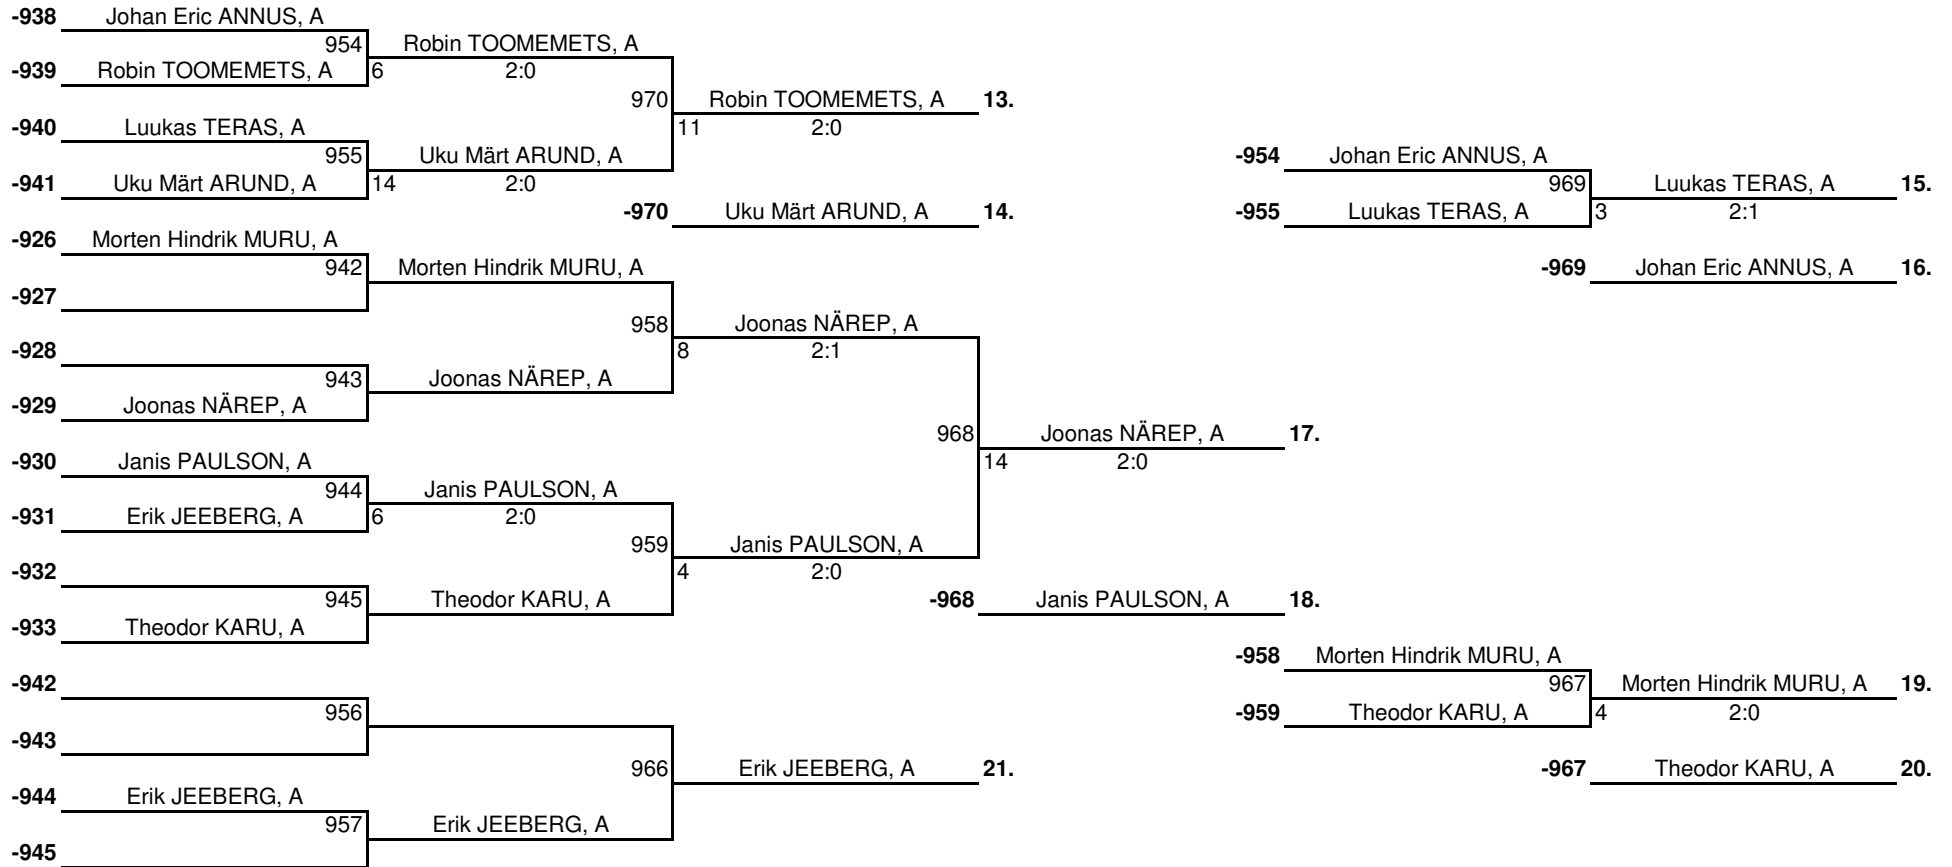 -938 Johan Eric ANNUS, A
954 Robin TOOMEMETS, A
-939 Robin TOOMEMETS, A 6 2:0
970 Robin TOOMEMETS, A 13.
-940 Luukas TERAS, A 11 2:0
955 Uku Märt ARUND, A -954 Johan Eric ANNUS, A
-941 Uku Märt ARUND, A 14 2:0 969 Luukas TERAS, A 15.
-970 Uku Märt ARUND, A 14. -955 Luukas TERAS, A 3 2:1
-926 Morten Hindrik MURU, A
942 Morten Hindrik MURU, A -969 Johan Eric ANNUS, A 16.
-927
958 Joonas NÄREP, A
-928 8 2:1
943 Joonas NÄREP, A
-929 Joonas NÄREP, A
968 Joonas NÄREP, A 17.
-930 Janis PAULSON, A 14 2:0
944 Janis PAULSON, A
-931 Erik JEEBERG, A 6 2:0
959 Janis PAULSON, A
-932 4 2:0
945 Theodor KARU, A -968 Janis PAULSON, A 18.
-933 Theodor KARU, A
-958 Morten Hindrik MURU, A
-942 967 Morten Hindrik MURU, A 19.
956 -959 Theodor KARU, A 4 2:0
-943
966 Erik JEEBERG, A 21. -967 Theodor KARU, A 20.
-944 Erik JEEBERG, A
957 Erik JEEBERG, A
-945